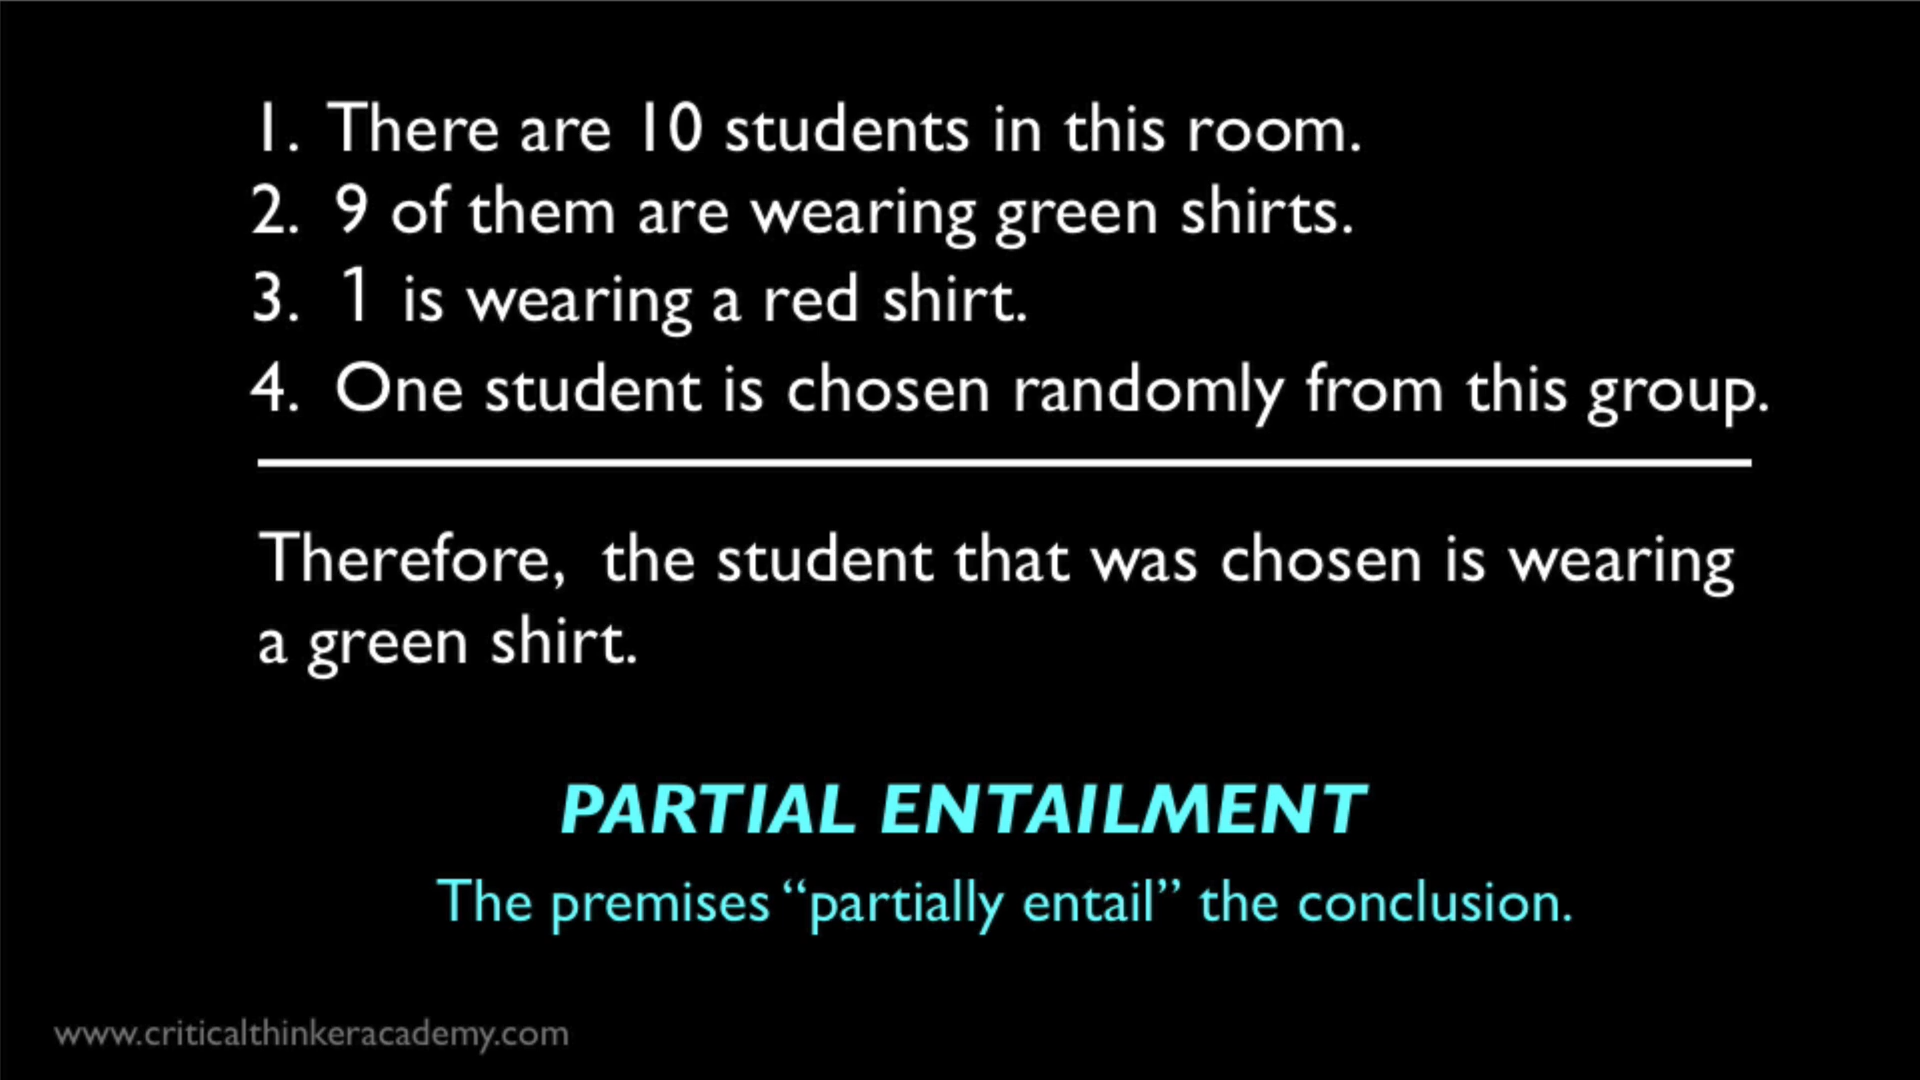 1. There are 10 students in this room.
2. 9 of them are wearing green shirts.
3. 1 is wearing a red shirt.
4. One student is chosen randomly from this group.
Therefore, the student that was chosen is wearing
a green shirt.
PARTIAL ENTAILMENT
The premises “partially entail” the conclusion.
www.criticalthinkeracademy.com